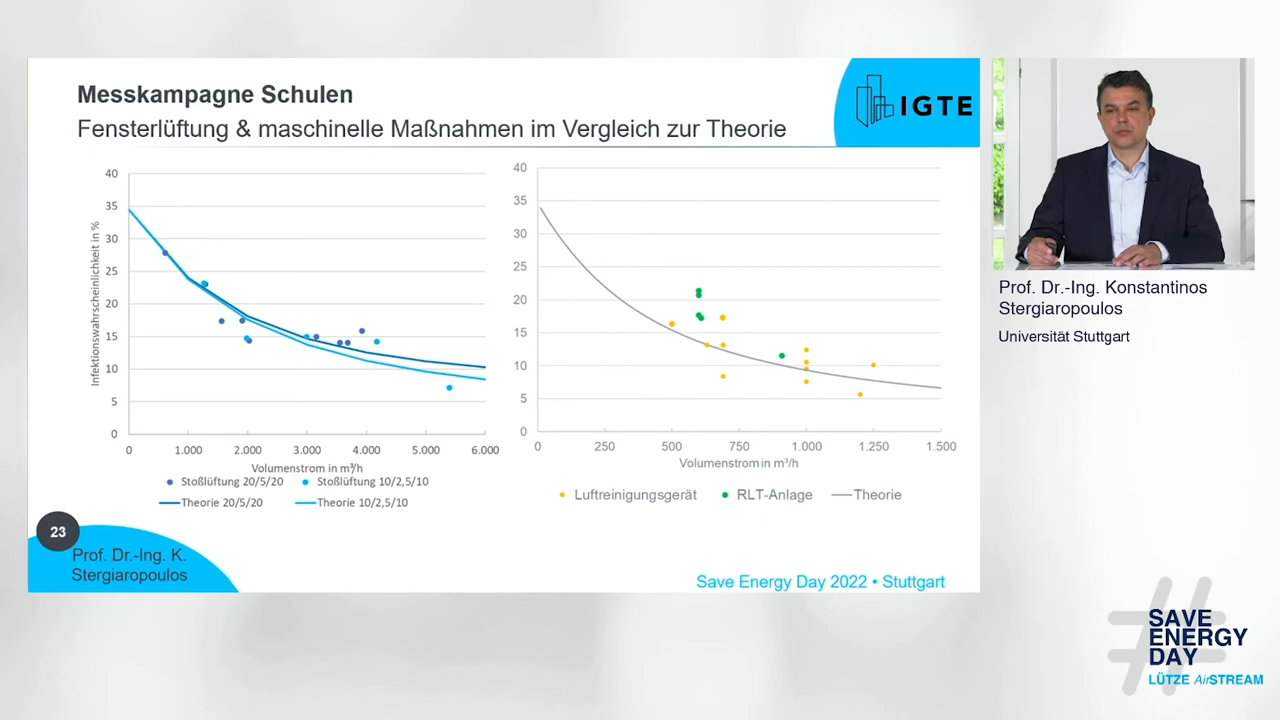 Messkampagne Schulen
Fensterlüftung & maschinelle Maßnahmen im Vergleich zur Theorie
IGTE
Infektionswahrscheinlichkeit in %
40
35
30
25
20
15
10
5
0
0 1.000 2.000 3.000 4.000 5.000 6.000
Volumenstrom in m³/h
Stoßlüftung 20/5/20 Stoßlüftung 10/2,5/10
Theorie 20/5/20 Theorie 10/2,5/10
40
35
30
25
20
15
10
5
0
0 250 500 750 1.000 1.250 1.500
Volumenstrom in m³/h
Luftreinigungsgerät RLT-Anlage Theorie
23
Prof. Dr.-Ing. K.
Stergiaropoulos
Save Energy Day 2022 • Stuttgart
Prof. Dr.-Ing. Konstantinos
Stergiaropoulos
Universität Stuttgart
#
SAVE
ENERGY
DAY
LÜTZE AirSTREAM